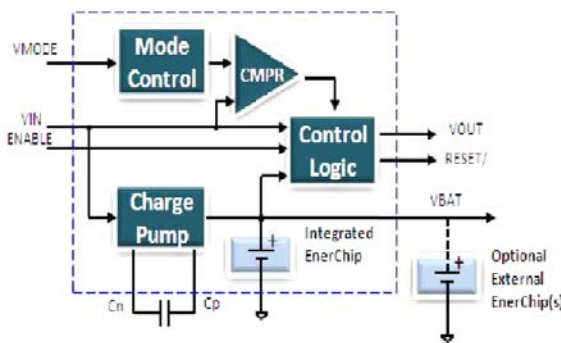 VMODE
Mode
Control
CMPR
VIN
ENABLE
Control
Logic
VOUT
RESET/
Charge
Pump
VBAT
+
Integrated
EnerChip
+
Optional
External
EnerChip(s)
Cn
Cp